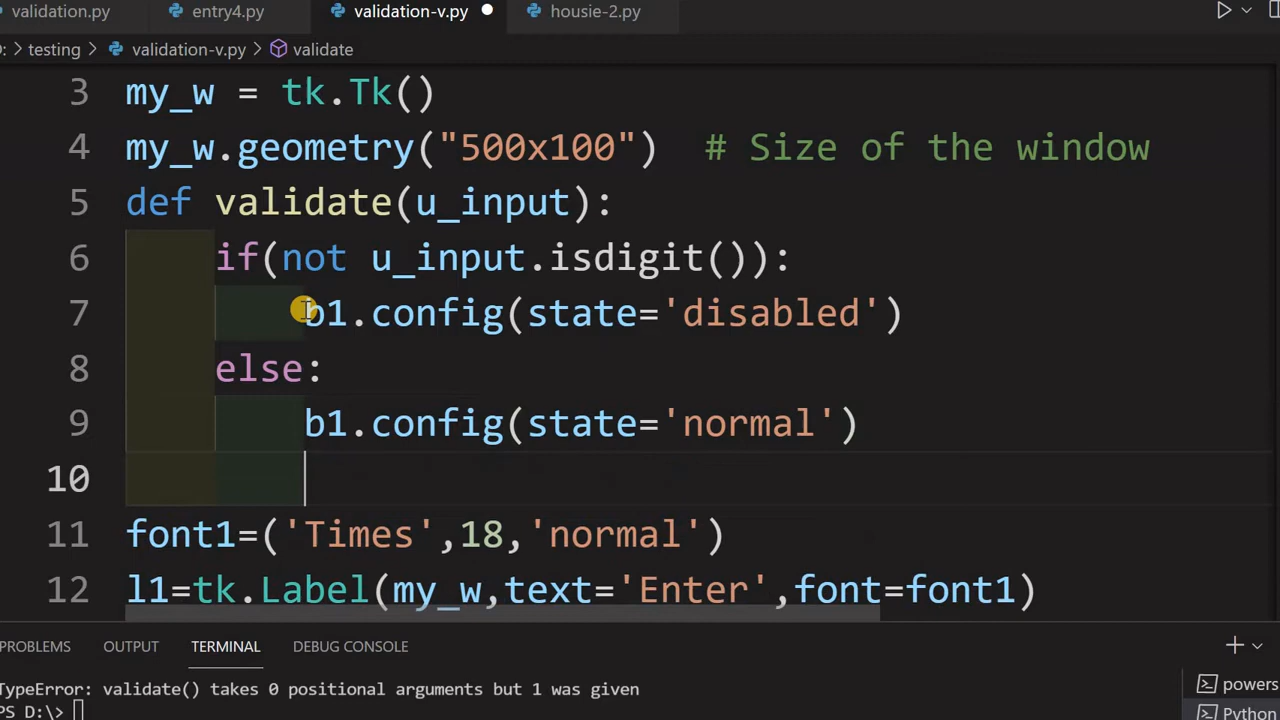 validation.py entry4.py validation-v.py housie-2.py
D: > testing > validation-v.py > validate
3 my_w = tk.Tk()
4 my_w.geometry("500x100")  # Size of the window
5 def validate(u_input):
6     if(not u_input.isdigit()):
7         b1.config(state='disabled')
8     else:
9         b1.config(state='normal')
10
11 font1=('Times',18,'normal')
12 l1=tk.Label(my_w,text='Enter',font=font1)
PROBLEMS OUTPUT TERMINAL DEBUG CONSOLE
TypeError: validate() takes 0 positional arguments but 1 was given
powers
PS D:\>
Python